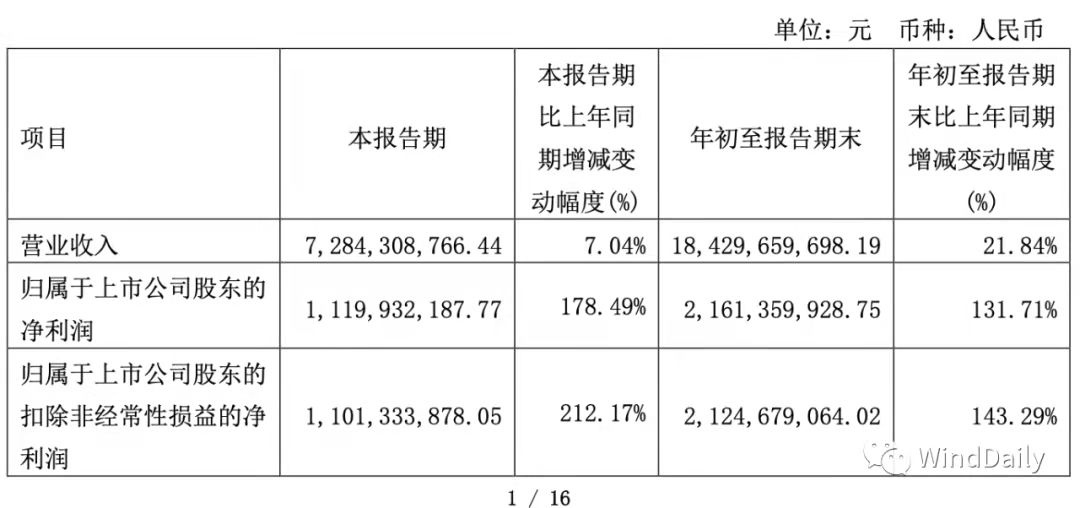 单位：元 币种：人民币
项目
本报告期
本报告期
比上年同
期增减变
动幅度(%)
年初至报告期末
年初至报告期
末比上年同期
增减变动幅度
(%)
营业收入 7,284,308,766.44 7.04% 18,429,659,698.19 21.84%
归属于上市公司股东的
净利润
1,119,932,187.77 178.49% 2,161,359,928.75 131.71%
归属于上市公司股东的
扣除非经常性损益的净
利润
1,101,333,878.05 212.17% 2,124,679,064.02 143.29%
WindDaily
1 / 16